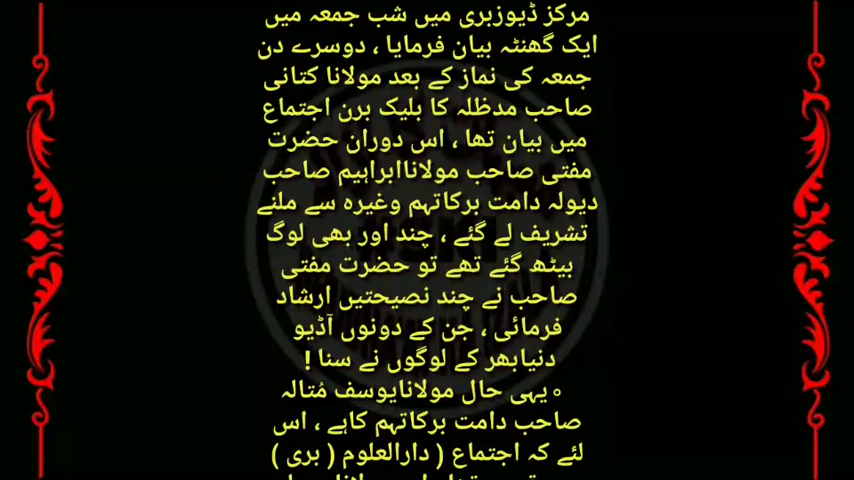 مرکز ڈیوزبری میں شب جمعہ میں
ایک گھنٹہ بیان فرمایا ، دوسرے دن
جمعہ کی نماز کے بعد مولانا کتانی
صاحب مدظلہ کا بلیک برن اجتماع
میں بیان تھا ، اس دوران حضرت
مفتی صاحب مولاناابراہیم صاحب
دیولہ دامت برکاتہم وغیرہ سے ملنے
تشریف لے گئے ، چند اور بھی لوگ
بیٹھ گئے تھے تو حضرت مفتی
صاحب نے چند نصیحتیں ارشاد
فرمائی ، جن کے دونوں آڈیو
دنیابھر کے لوگوں نے سنا !
° یہی حال مولانایوسف مُتالہ
صاحب دامت برکاتہم کاہے ، اس
لئے کہ اجتماع ( دارالعلوم ( بری )